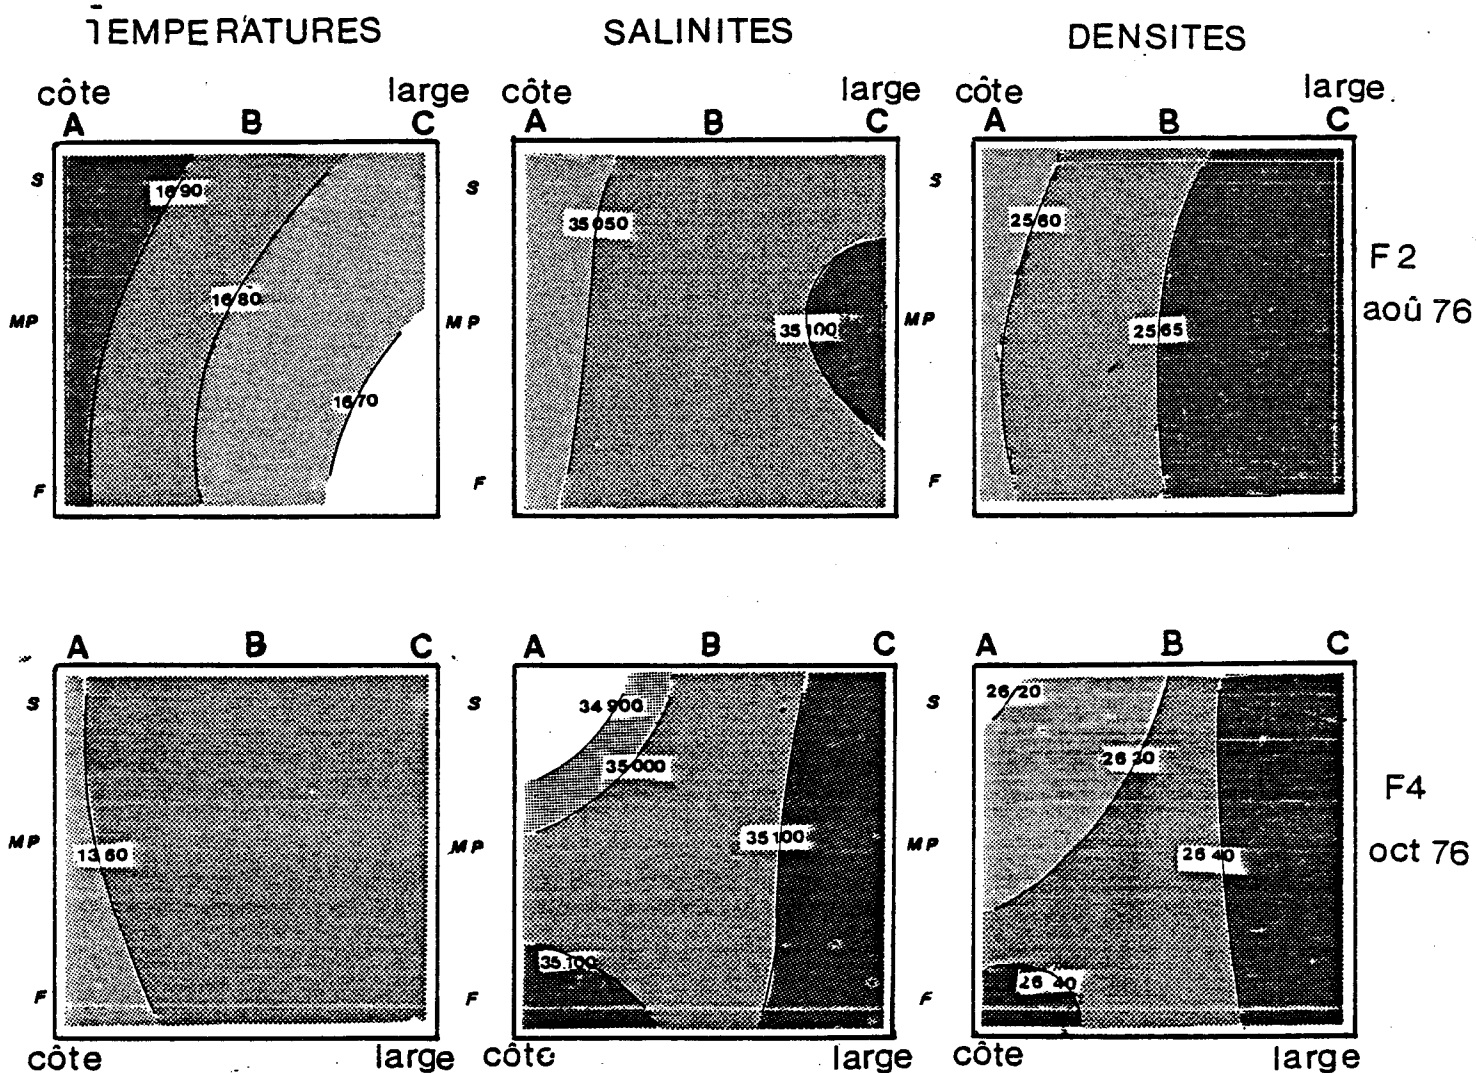 TEMPERATURES SALINITES DENSITES
côte large côte large côte large
A B C A B C A B C
S S S
16 90 35 050 25 60
F 2
16 80 MP MP 35 100 MP 25 65
aoû 76
16 70
F F F
A B C A B C A B C
S 34 900 S S 26 20
35 000 26 30
F4
MP 13 60 MP 35 100 MP 26 40
oct 76
35 100 26 40
F F F
côte large côte large côte large